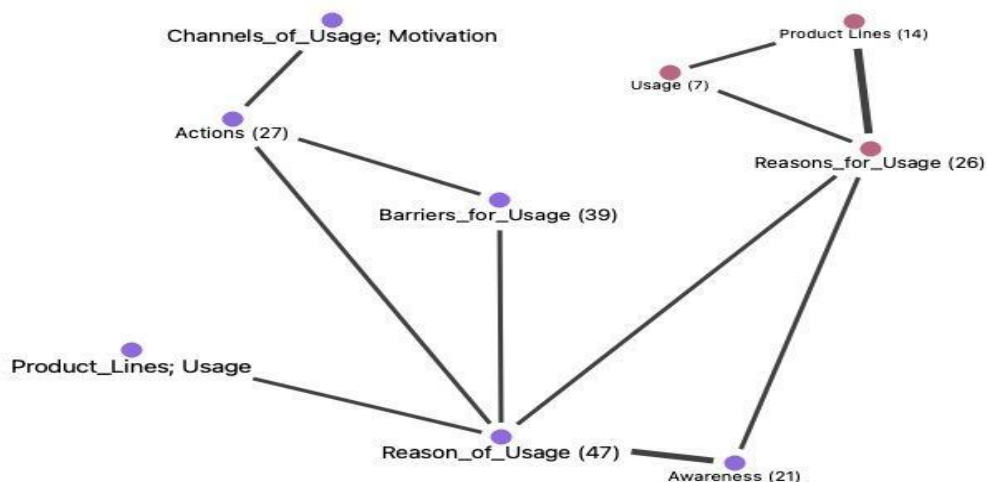 Channels_of_Usage; Motivation
Product Lines (14)
Usage (7)
Actions (27)
Reasons_for_Usage (26)
Barriers_for_Usage (39)
Product_Lines; Usage
Reason_of_Usage (47)
Awareness (21)